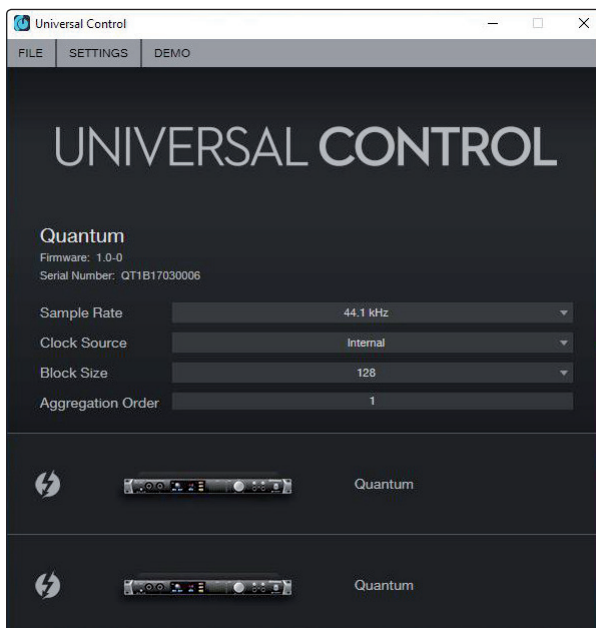 Universal Control
FILE SETTINGS DEMO
UNIVERSAL CONTROL
Quantum
Firmware: 1.0-0
Serial Number: QT1B17030006
Sample Rate 44.1 kHz
Clock Source Internal
Block Size 128
Aggregation Order 1
Quantum
Quantum